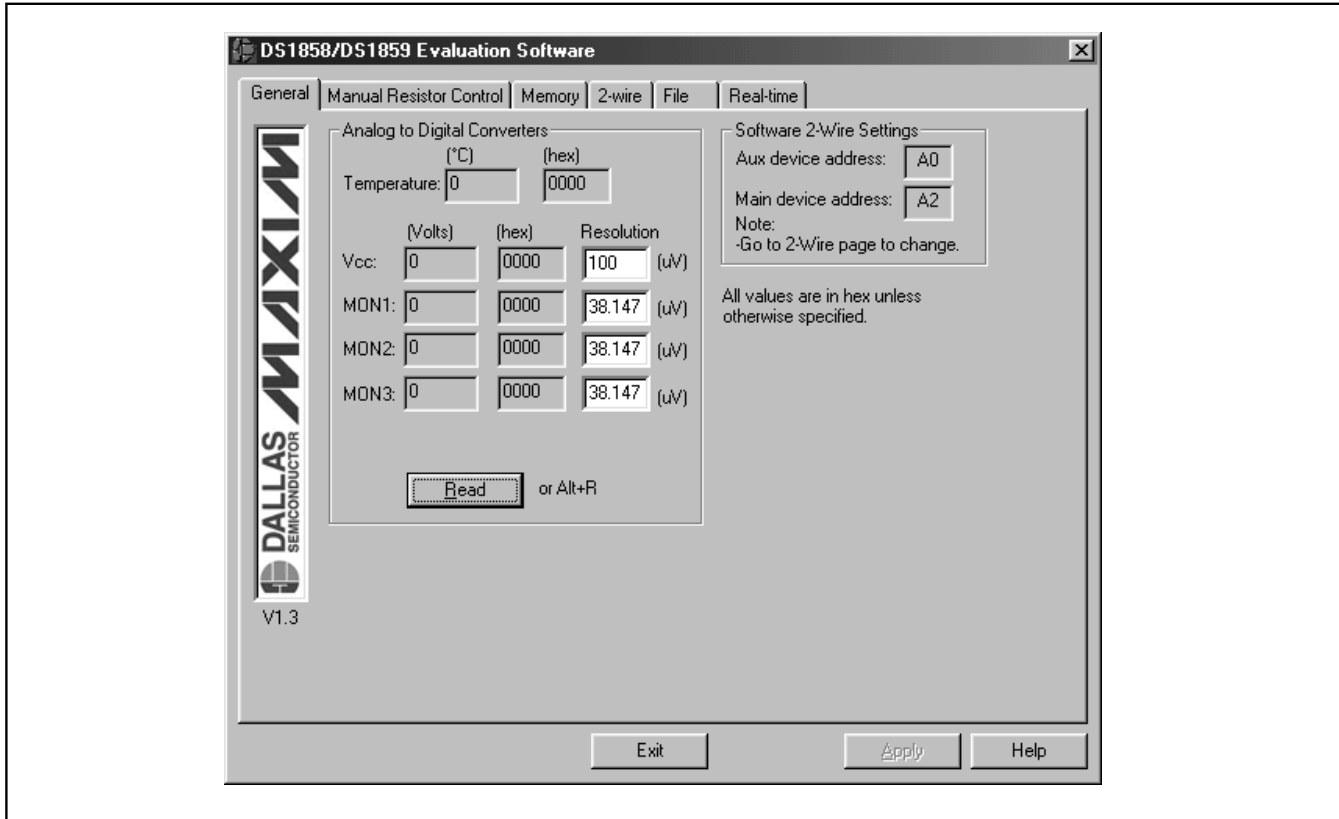 DS1858/DS1859 Evaluation Software
General Manual Resistor Control Memory 2-wire File Real-time
DALLAS SEMICONDUCTOR MAXIM
V1.3
Analog to Digital Converters
(°C) (hex)
Temperature: 0 0000
(Volts) (hex) Resolution
Vcc: 0 0000 100 (uV)
MON1: 0 0000 38.147 (uV)
MON2: 0 0000 38.147 (uV)
MON3: 0 0000 38.147 (uV)
Read or Alt+R
Software 2-Wire Settings
Aux device address: A0
Main device address: A2
Note:
-Go to 2-Wire page to change.
All values are in hex unless
otherwise specified.
Exit Apply Help